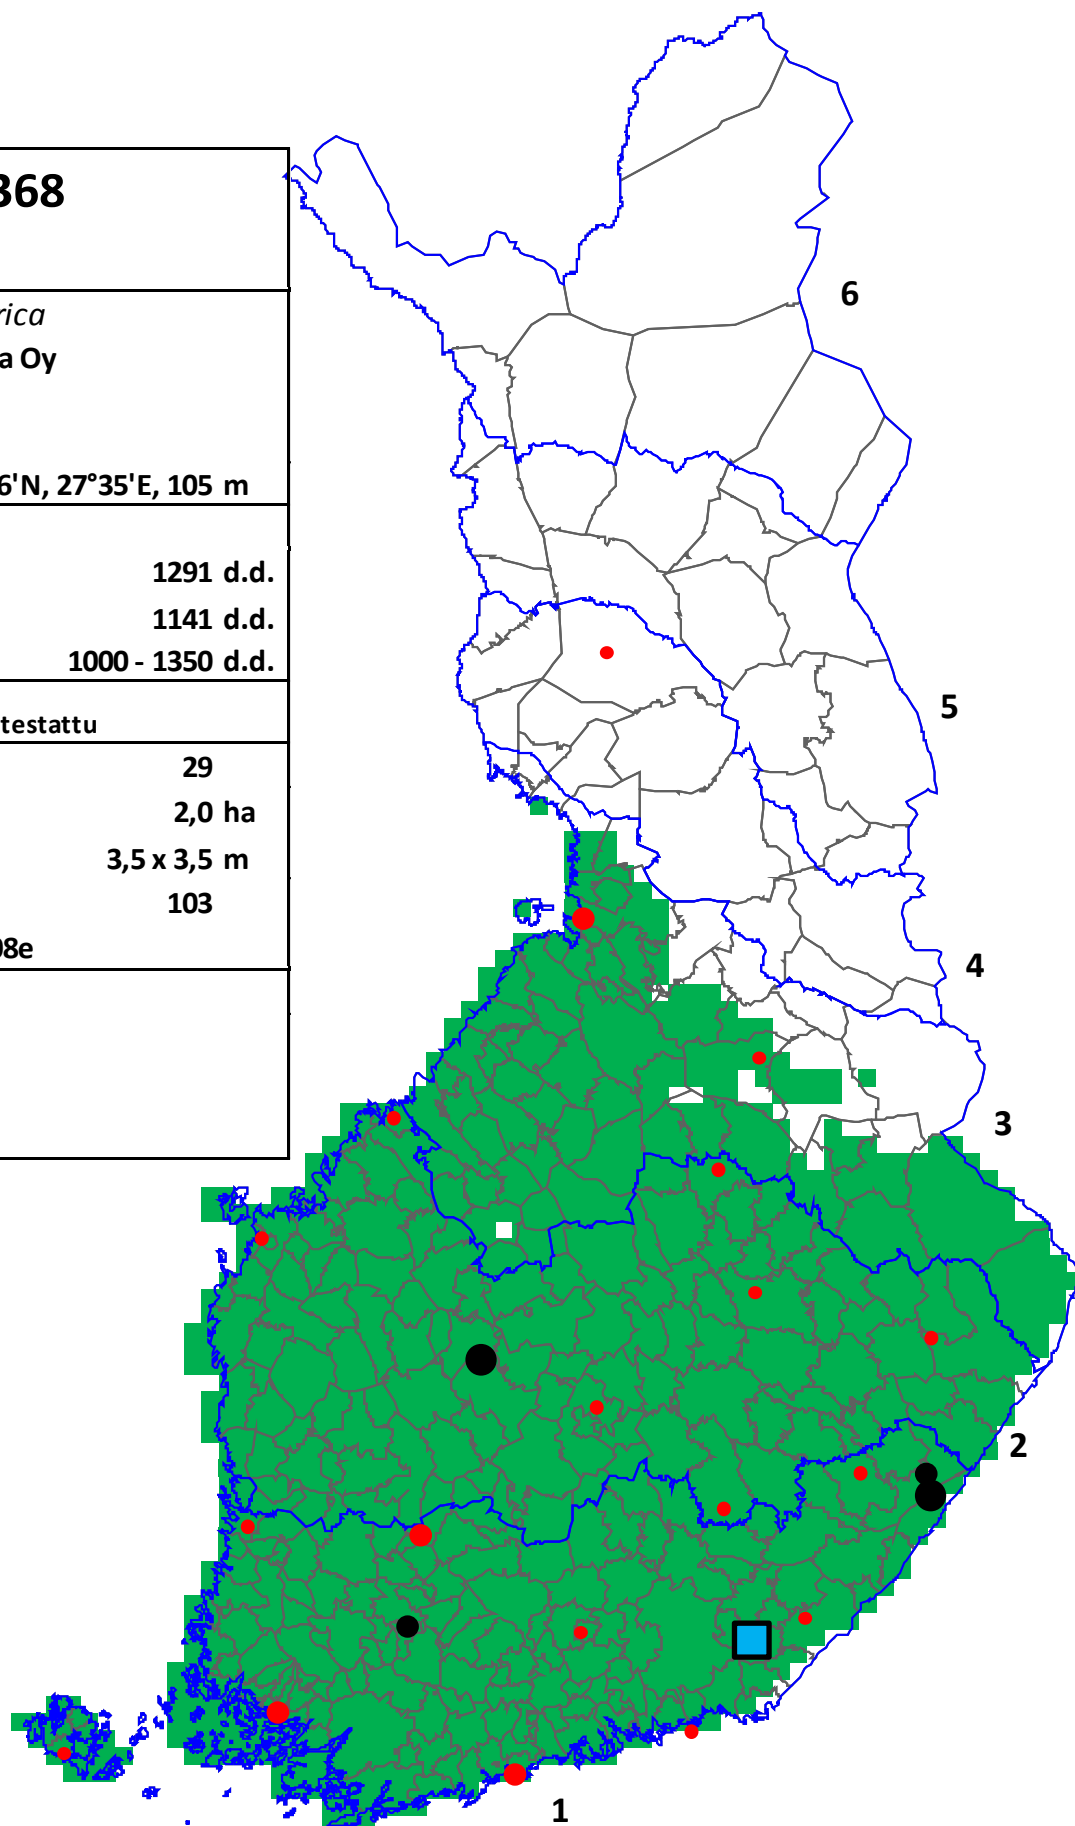 368
rica
a Oy
6'N, 27°35'E, 105 m
1291 d.d.
1141 d.d.
1000 - 1350 d.d.
testattu
29
2,0 ha
3,5 x 3,5 m
103
98e
6
5
4
3
2
1